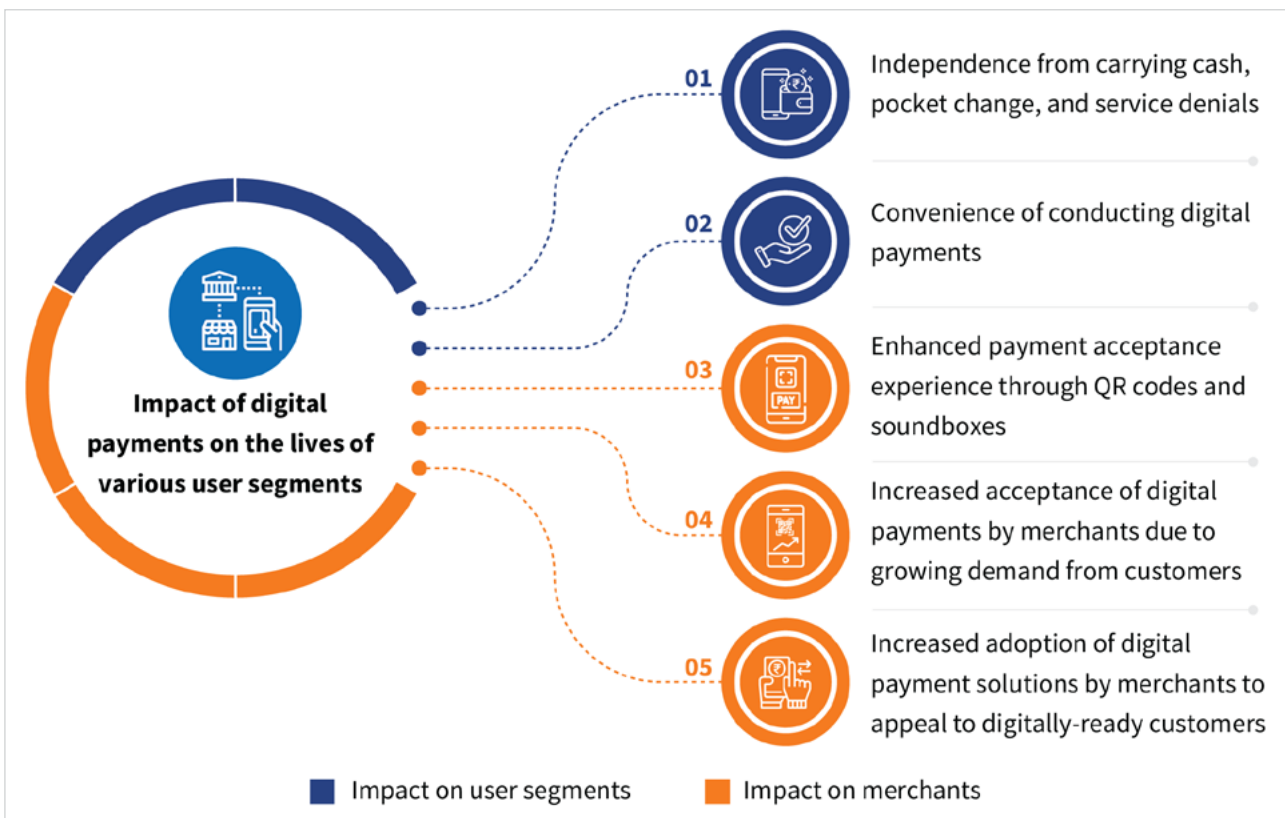 01
Independence from carrying cash,
pocket change, and service denials
02
Convenience of conducting digital
payments
Impact of digital
payments on the lives of
various user segments
03
Enhanced payment acceptance
experience through QR codes and
soundboxes
PAY
04
Increased acceptance of digital
payments by merchants due to
growing demand from customers
05
Increased adoption of digital
payment solutions by merchants to
appeal to digitally-ready customers
Impact on user segments
Impact on merchants